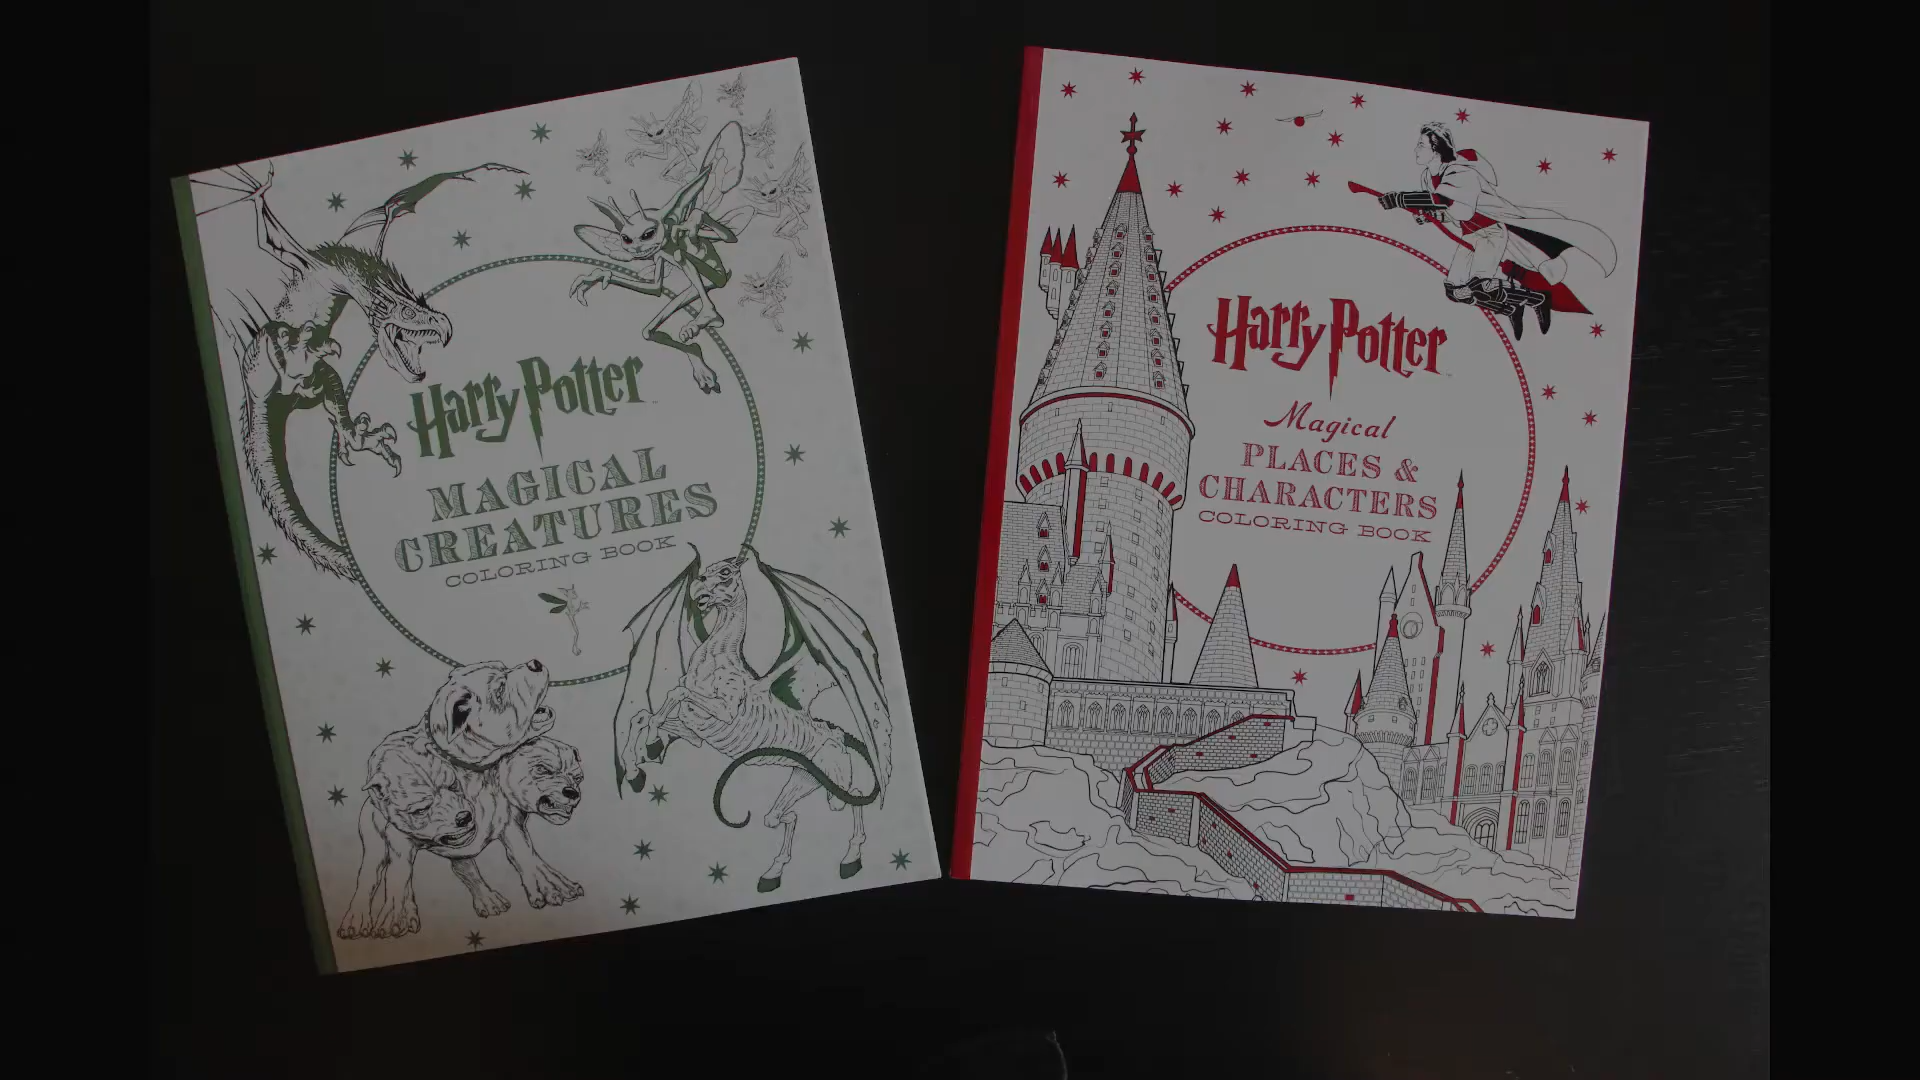 Harry Potter
MAGICAL
CREATURES
COLORING BOOK
Harry Potter
Magical
PLACES &
CHARACTERS
COLORING BOOK